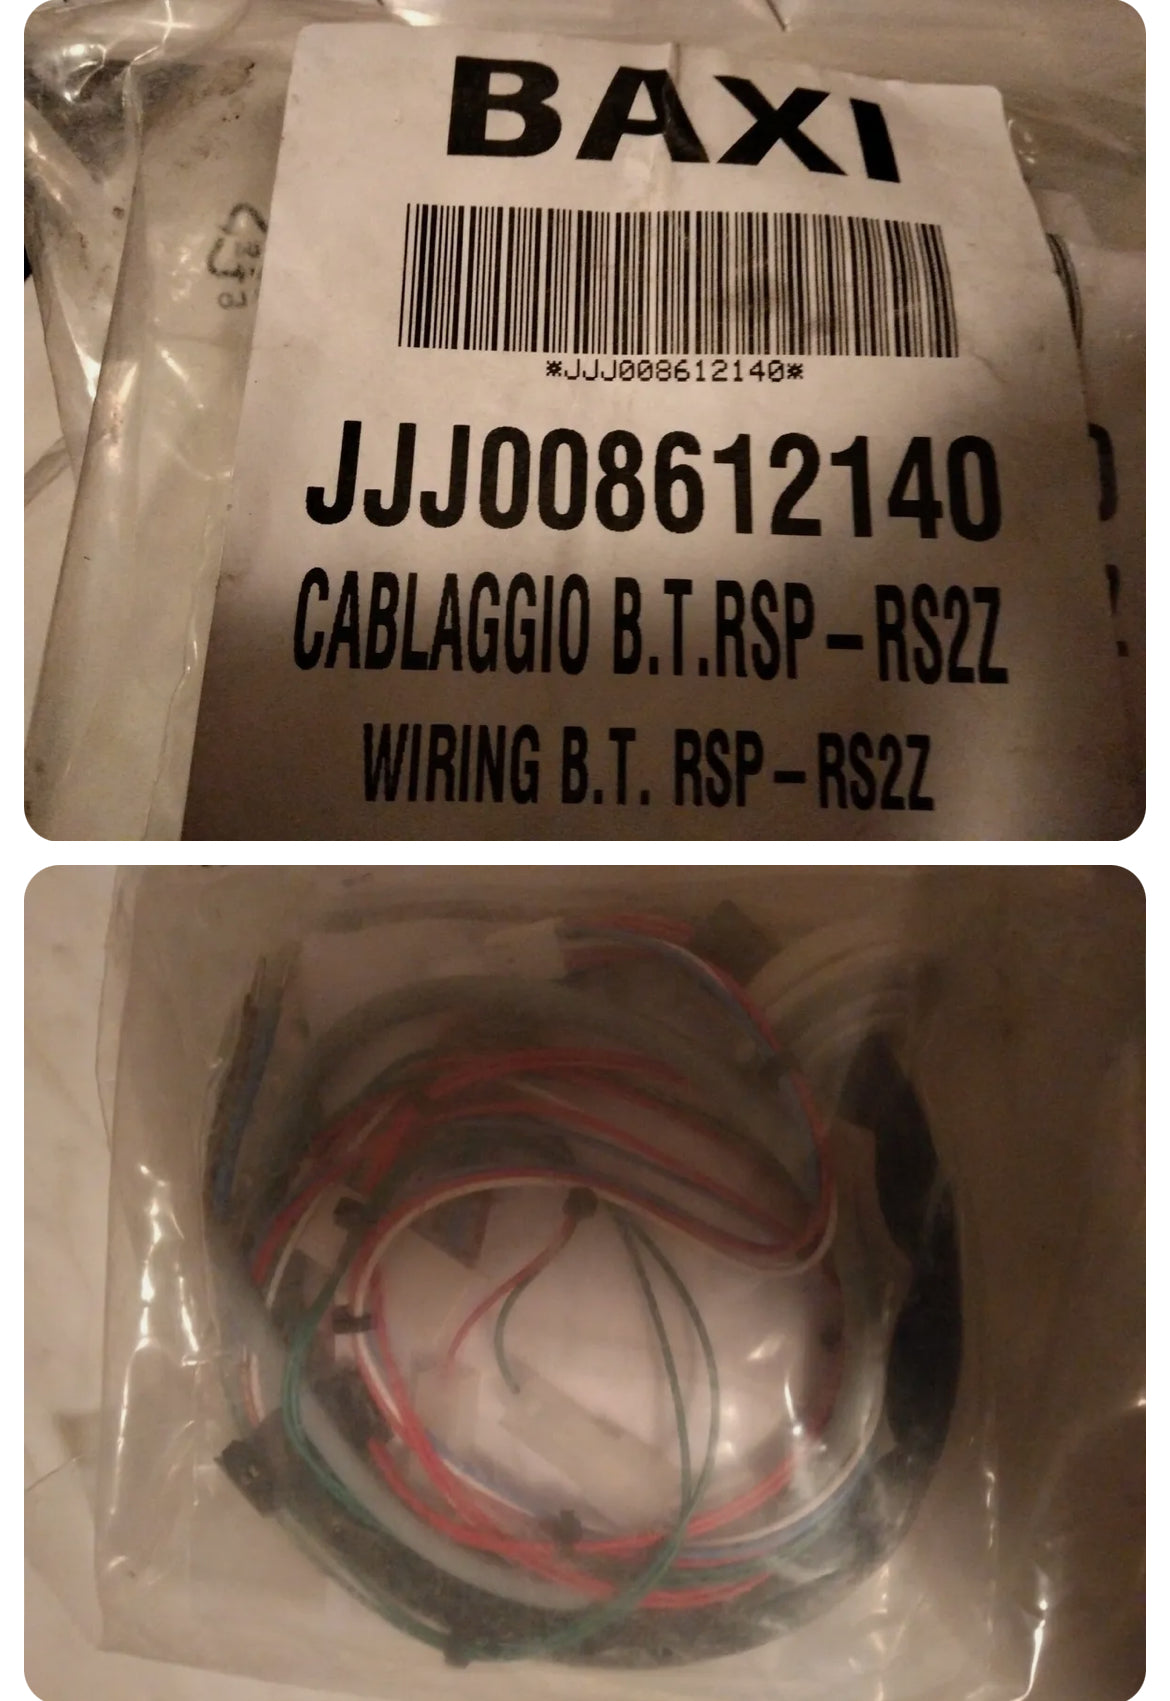 BAXI
*JJJ008612140*
JJJ008612140
CABLAGGIO B.T.RSP-RS2Z
WIRING B.T. RSP-RS2Z